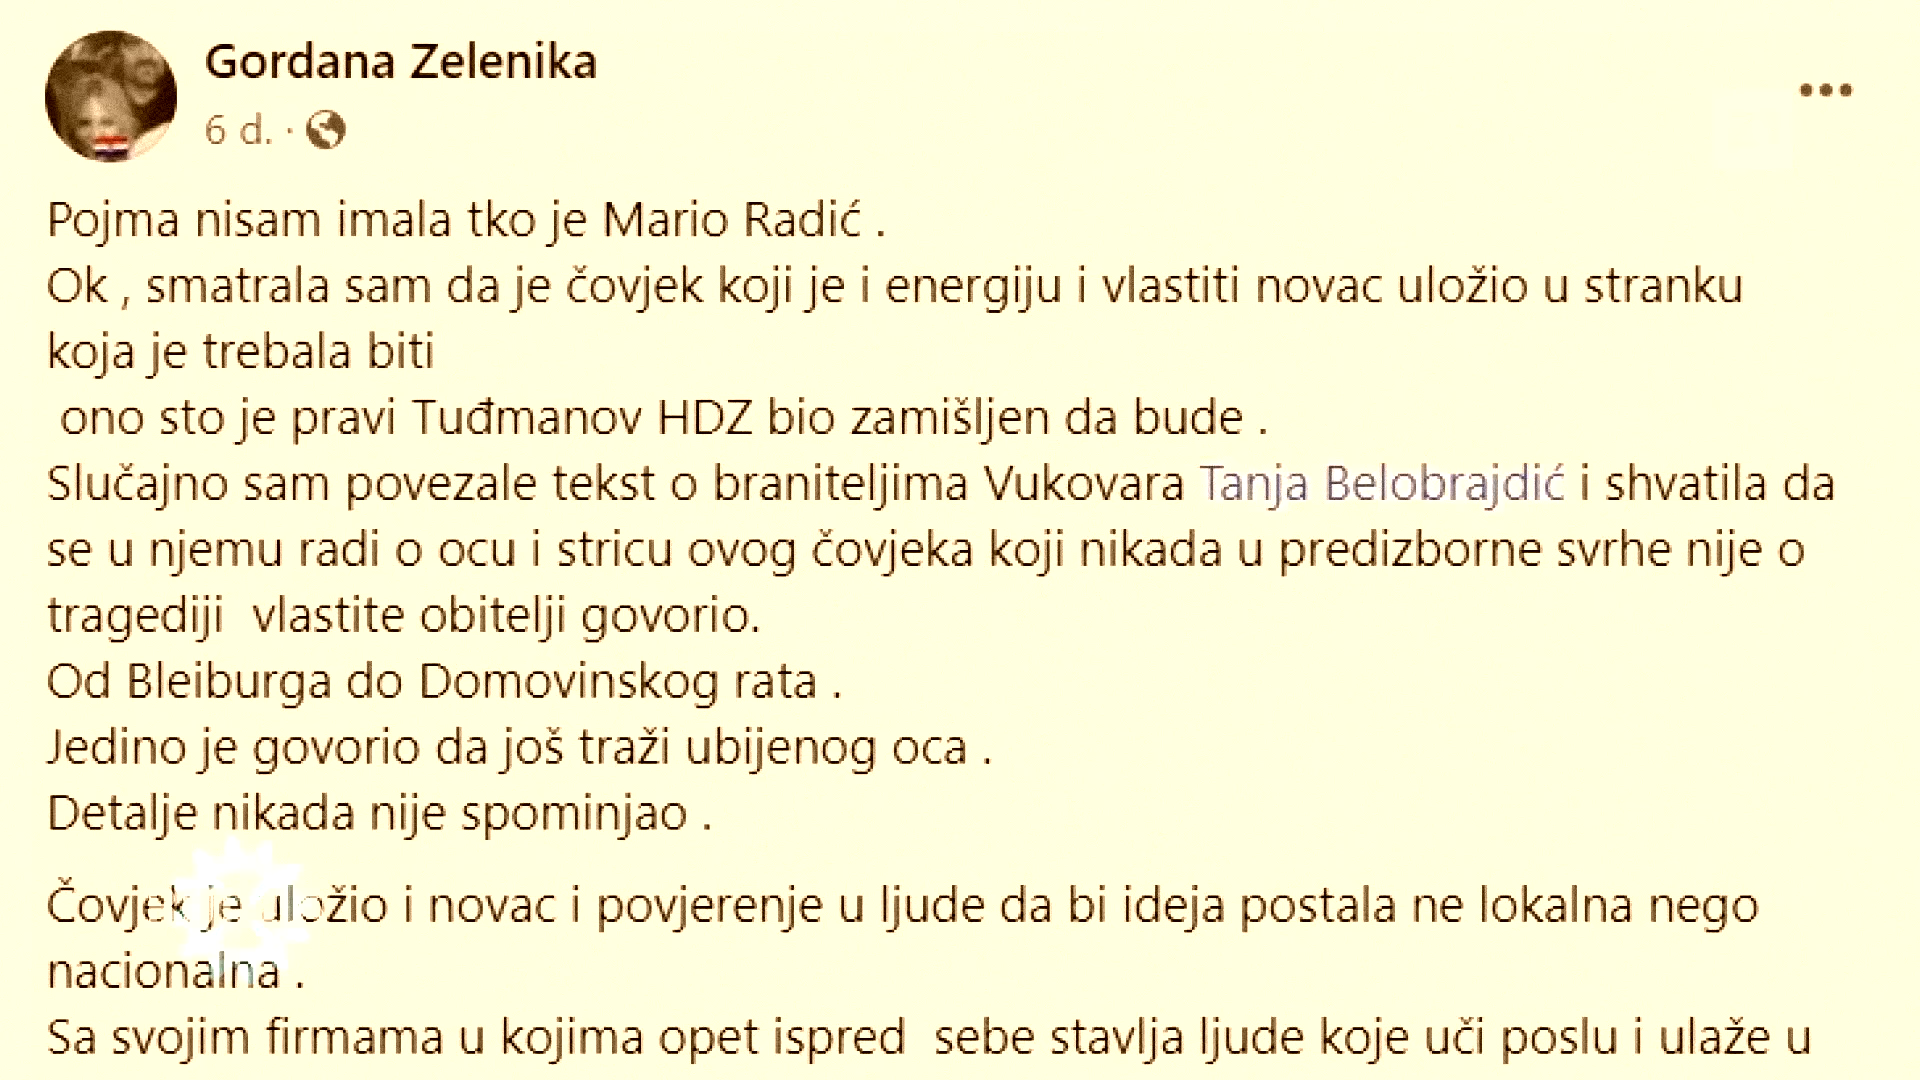 Gordana Zelenika
6 d. ·
Pojma nisam imala tko je Mario Radić .
Ok , smatrala sam da je čovjek koji je i energiju i vlastiti novac uložio u stranku
koja je trebala biti
ono sto je pravi Tuđmanov HDZ bio zamišljen da bude .
Slučajno sam povezale tekst o braniteljima Vukovara Tanja Belobrajdić i shvatila da
se u njemu radi o ocu i stricu ovog čovjeka koji nikada u predizborne svrhe nije o
tragediji vlastite obitelji govorio.
Od Bleiburga do Domovinskog rata .
Jedino je govorio da još traži ubijenog oca .
Detalje nikada nije spominjao .
Čovjek je uložio i novac i povjerenje u ljude da bi ideja postala ne lokalna nego
nacionalna .
Sa svojim firmama u kojima opet ispred sebe stavlja ljude koje uči poslu i ulaže u